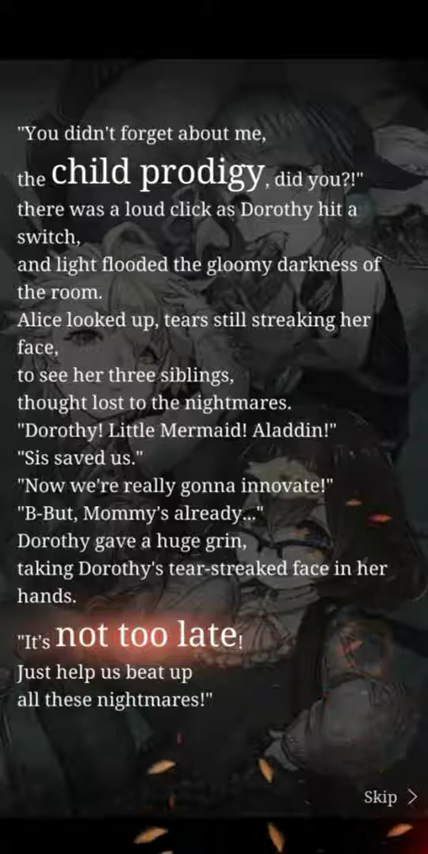 "You didn't forget about me,
the child prodigy, did you?!"
there was a loud click as Dorothy hit a
switch,
and light flooded the gloomy darkness of
the room.
Alice looked up, tears still streaking her
face,
to see her three siblings,
thought lost to the nightmares.
"Dorothy! Little Mermaid! Aladdin!"
"Sis saved us."
"Now we're really gonna innovate!"
"B-But, Mommy's already..."
Dorothy gave a huge grin,
taking Dorothy's tear-streaked face in her
hands.
"It's not too late!
Just help us beat up
all these nightmares!"
Skip